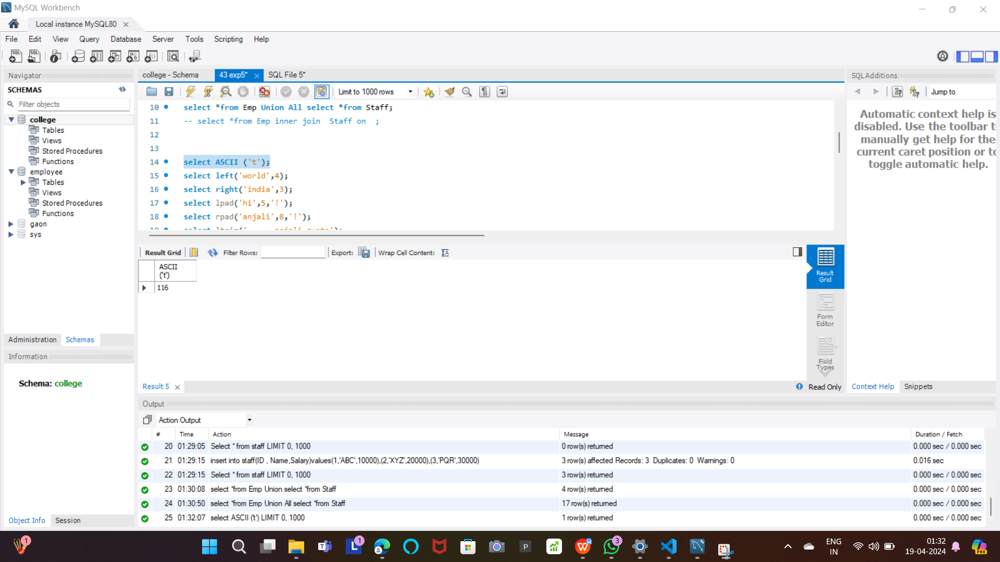 MySQL Workbench
Local instance MySQL80
File Edit View Query Database Server Tools Scripting Help
Navigator
SCHEMAS
Filter objects
college
Tables
Views
Stored Procedures
Functions
employee
Tables
Views
Stored Procedures
Functions
gaon
sys
Administration Schemas
Information
Schema: college
Object Info Session
college - Schema 43 exp5* SQL File 5*
Limit to 1000 rows
10 select *from Emp Union All select *from Staff;
11 -- select *from Emp inner join Staff on ;
12
13
14 select ASCII ('t');
15 select left('world',4);
16 select right('india',3);
17 select lpad('hi',5,'!');
18 select rpad('anjali',8,'!');
Result Grid Filter Rows: Export: Wrap Cell Content:
ASCII
('t')
116
Result
Grid
Form
Editor
Field
Types
Result 5 Read Only
SQLAdditions
Jump to
Automatic context help is
disabled. Use the toolbar t
manually get help for the
current caret position or to
toggle automatic help.
Context Help Snippets
Output
Action Output
# Time Action Message Duration / Fetch
20 01:29:05 Select * from staff LIMIT 0, 1000 0 row(s) returned 0.000 sec / 0.000 sec
21 01:29:15 insert into staff(ID , Name,Salary)values(1,"ABC",10000),(2,"XYZ",20000),(3,"PQR",30000) 3 row(s) affected Records: 3 Duplicates: 0 Warnings: 0 0.016 sec
22 01:29:15 Select * from staff LIMIT 0, 1000 3 row(s) returned 0.000 sec / 0.000 sec
23 01:30:08 select *from Emp Union select *from Staff 4 row(s) returned 0.000 sec / 0.000 sec
24 01:30:50 select *from Emp Union All select *from Staff 17 row(s) returned 0.000 sec / 0.000 sec
25 01:32:07 select ASCII ('t') LIMIT 0, 1000 1 row(s) returned 0.000 sec / 0.000 sec
1 1 3
ENG
IN
01:32
19-04-2024
PRE